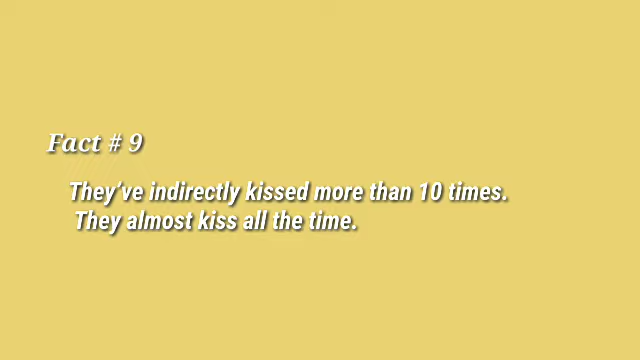 Fact # 9
They’ve indirectly kissed more than 10 times.
They almost kiss all the time.